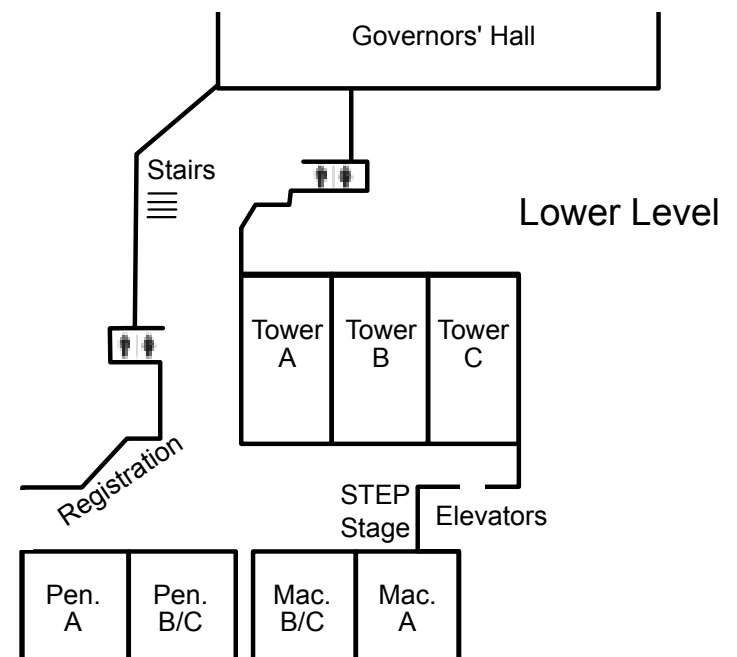 Governors' Hall
Stairs
Lower Level
Tower
A
Tower
B
Tower
C
Registration
STEP
Stage
Elevators
Pen.
A
Pen.
B/C
Mac.
B/C
Mac.
A